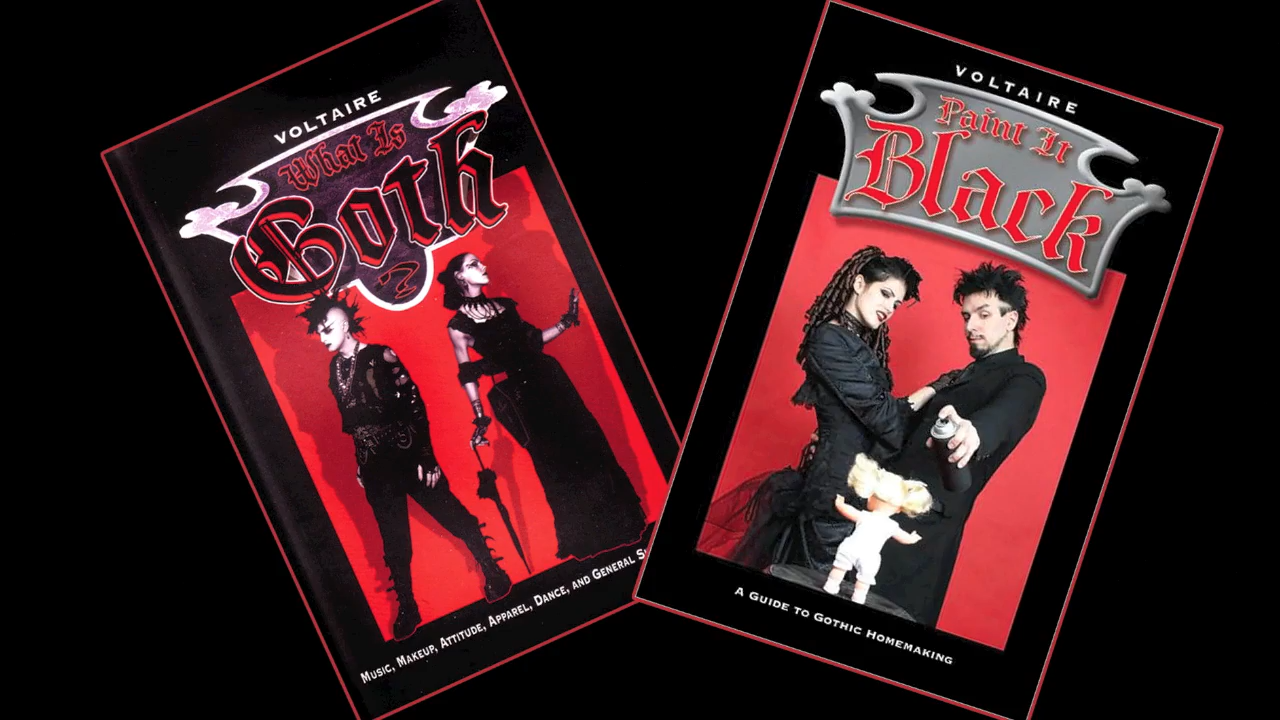 VOLTAIRE
What Is
Goth
?
Music, Makeup, Attitude, Apparel, Dance, and General
VOLTAIRE
Paint It
Black
A Guide to Gothic Homemaking